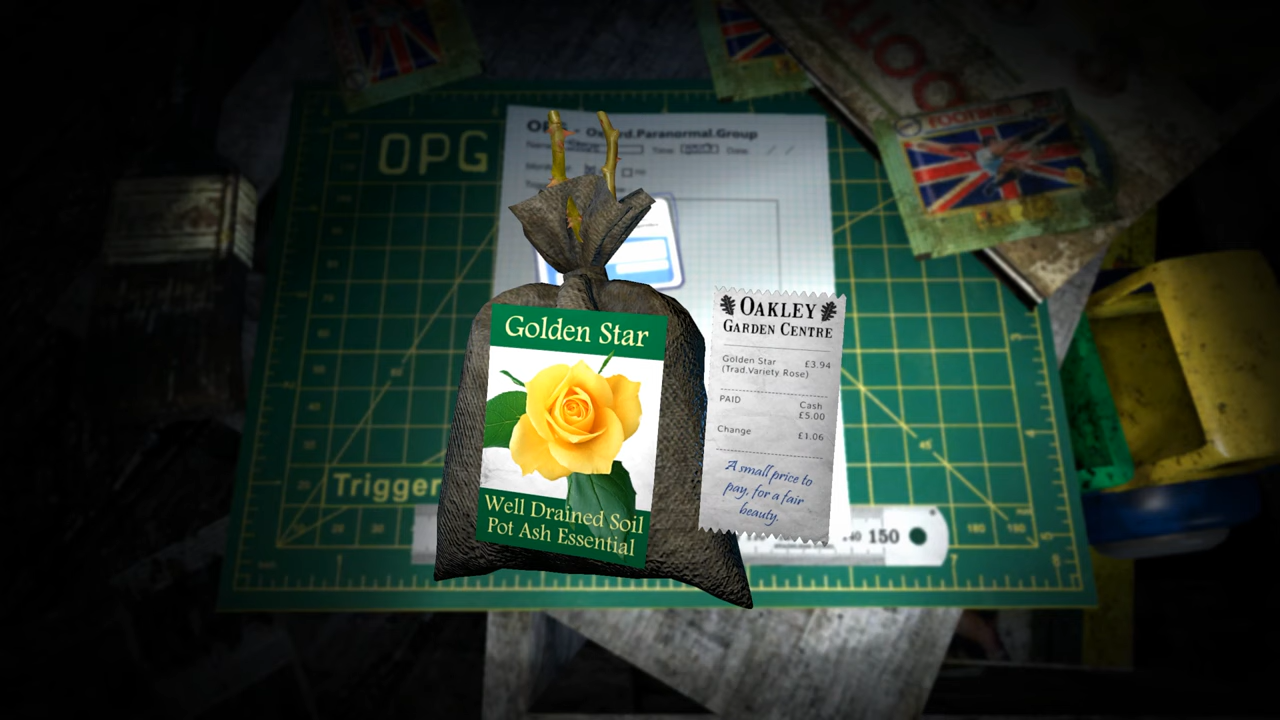 OPG
Oxford.Paranormal.Group
Time:
Date: / /
Golden Star
Well Drained Soil
Pot Ash Essential
OAKLEY
GARDEN CENTRE
Golden Star £3.94
(Trad.Variety Rose)
PAID Cash
£5.00
Change £1.06
A small price to
pay, for a fair
beauty.
Trigger
150